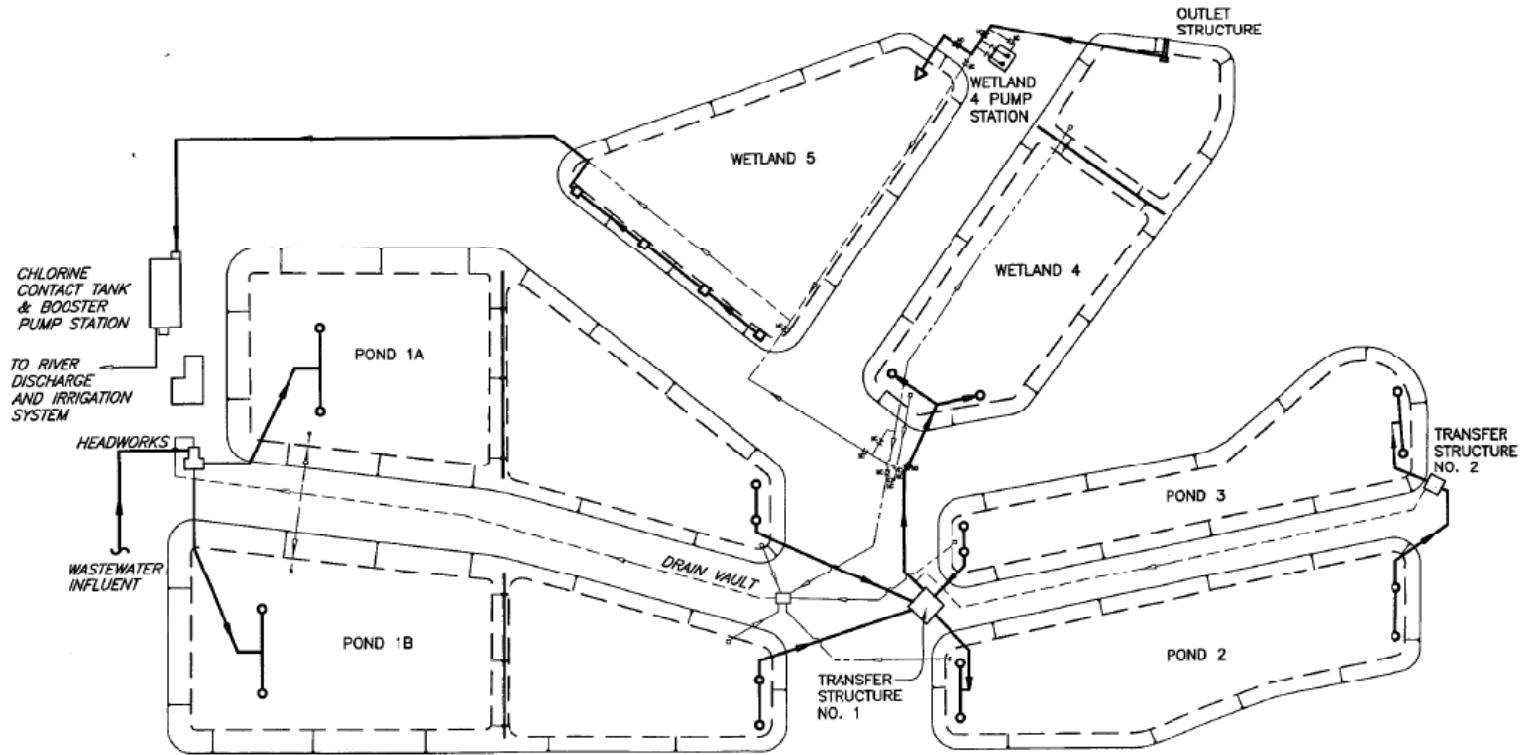 OUTLET
STRUCTURE
WETLAND
4 PUMP
STATION
WETLAND 5
WETLAND 4
CHLORINE
CONTACT TANK
& BOOSTER
PUMP STATION
POND 1A
TO RIVER
DISCHARGE
AND IRRIGATION
SYSTEM
HEADWORKS
TRANSFER
STRUCTURE
NO. 2
POND 3
WASTEWATER
INFLUENT
DRAIN VAULT
POND 1B
POND 2
TRANSFER
STRUCTURE
NO. 1